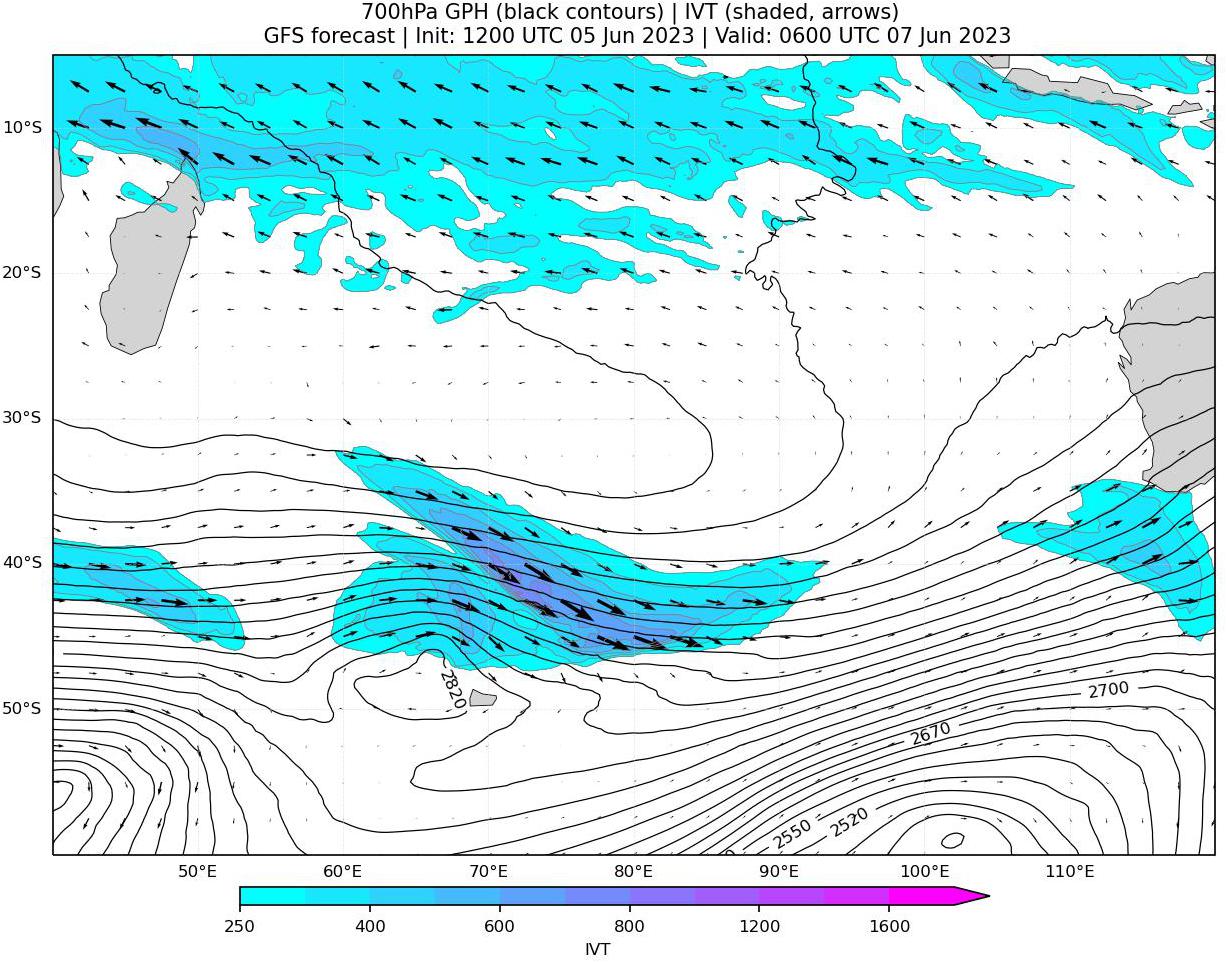 700hPa GPH (black contours) | IVT (shaded, arrows)
GFS forecast | Init: 1200 UTC 05 Jun 2023 | Valid: 0600 UTC 07 Jun 2023
10°S
20°S
30°S
40°S
50°S
2820
2700
2670
2520
2550
50°E 60°E 70°E 80°E 90°E 100°E 110°E
250 400 600 800 1200 1600
IVT